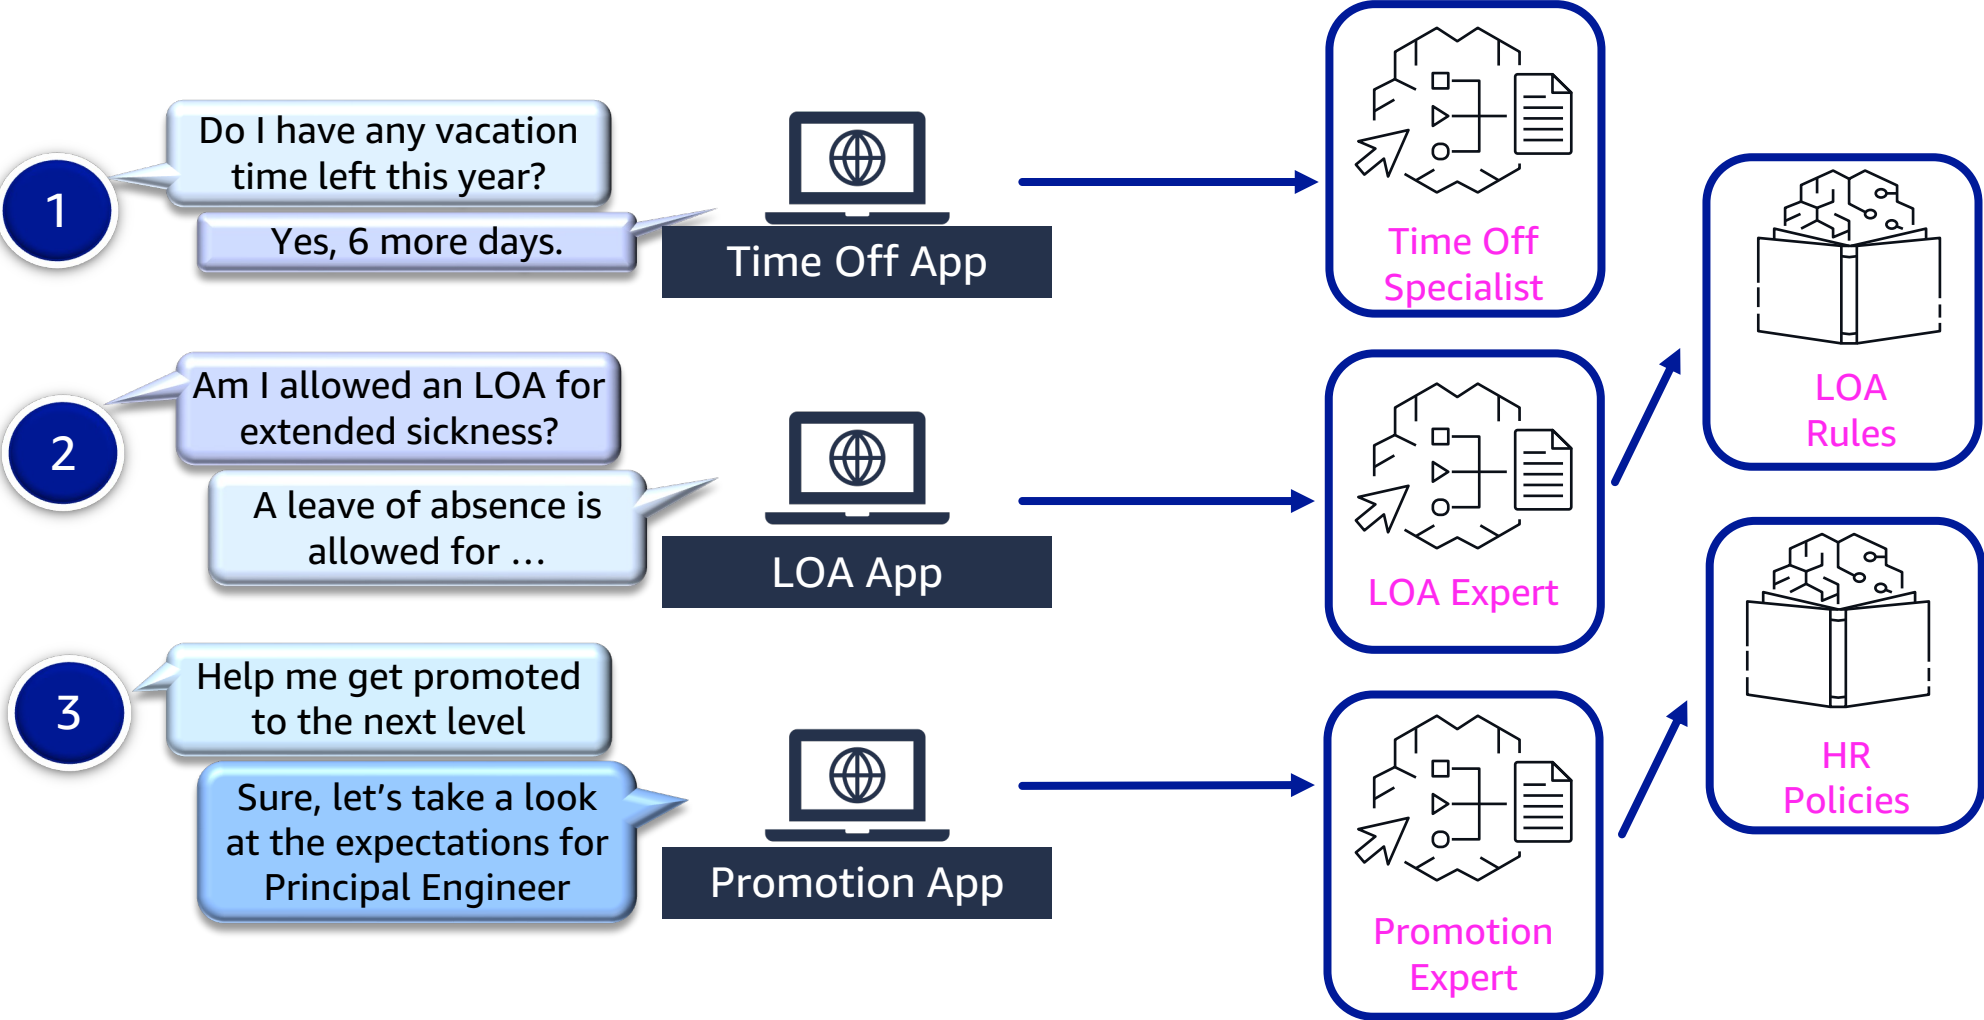 1
Do I have any vacation
time left this year?
Yes, 6 more days.
Time Off App
Time Off
Specialist
2
Am I allowed an LOA for
extended sickness?
A leave of absence is
allowed for …
LOA App
LOA Expert
LOA
Rules
3
Help me get promoted
to the next level
Sure, let’s take a look
at the expectations for
Principal Engineer
Promotion App
Promotion
Expert
HR
Policies